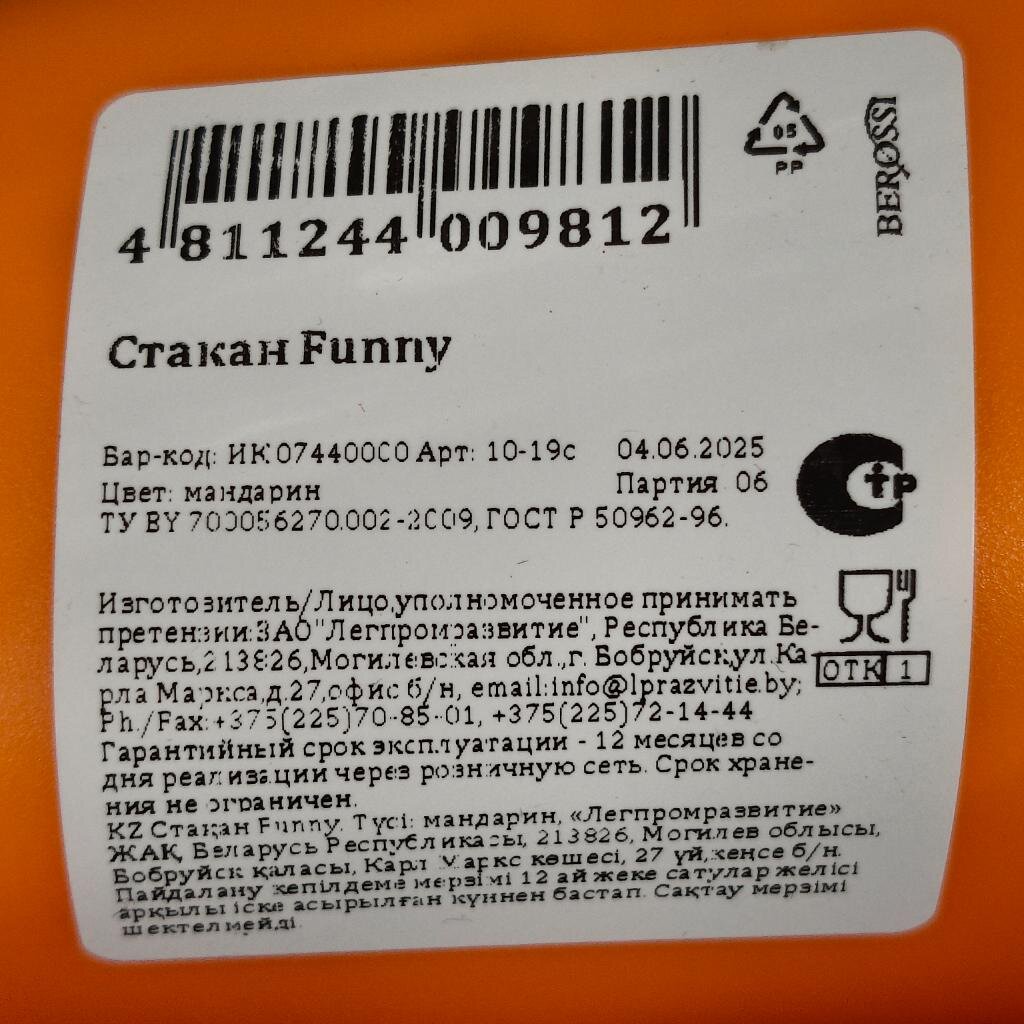 4 811244 009812
05
PP
BEROSSI
Стакан Funny
Бар-код: ИК 07440000 Арт: 10-19с 04.06.2025
Цвет: мандарин Партия 06
ТУ BY 700056270.002-2009, ГОСТ Р 50962-96.
стр
Изготовитель/Лицо,уполномоченное принимать
претензии:ЗАО"Легпромразвитие", Республика Бе-
ларусь,213826,Могилевская обл.,г. Бобруйск,ул.Ка-
рла Маркса,д.27,офис б/н, email:info@lprazvitie.by;
Ph./Fax:+375(225)70-85-01, +375(225)72-14-44
ОТК 1
Гарантийный срок эксплуатации - 12 месяцев со
дня реализации через розничную сеть. Срок хране-
ния не ограничен.
KZ Стақан Funny. Түсі: мандарин, «Легпромразвитие»
ЖАҚ, Беларусь Республикасы, 213826, Могилев облысы,
Бобруйск қаласы, Карл Маркс көшесі, 27 үй,кеңсе б/н.
Пайдалану кепілдеме мерзімі 12 ай жеке сатулар желісі
арқылы іске асырылған күннен бастап. Сақтау мерзімі
шектелмейді.